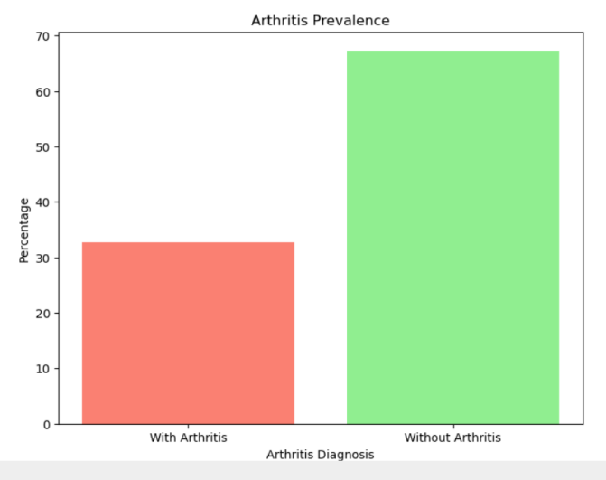 Arthritis Prevalence
70
60
50
40
30
20
10
0
Percentage
With Arthritis
Without Arthritis
Arthritis Diagnosis